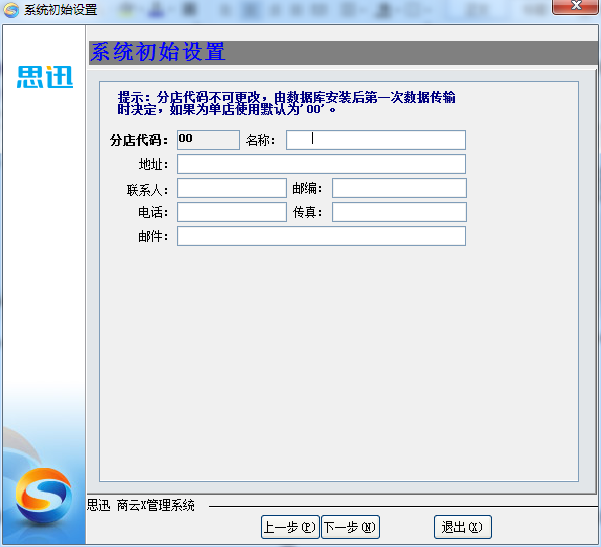 系统初始设置
系统初始设置
思迅
提示: 分店代码不可更改，由数据库安装后第一次数据传输
时决定，如果为单店使用默认为'00'。
分店代码: 00 名称:
地址:
联系人: 邮编:
电话: 传真:
邮件:
思迅 商云X管理系统
上一步(P) 下一步(N) 退出(X)